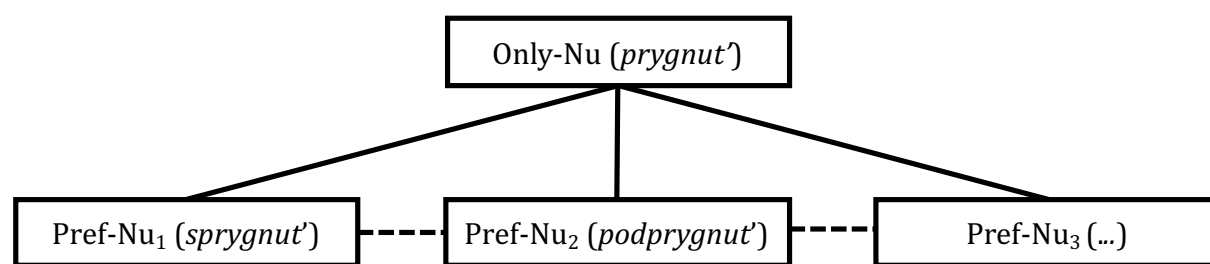 Only-Nu (prygnut’)
Pref-Nu₁ (sprygnut’)
Pref-Nu₂ (podprygnut’)
Pref-Nu₃ (...)